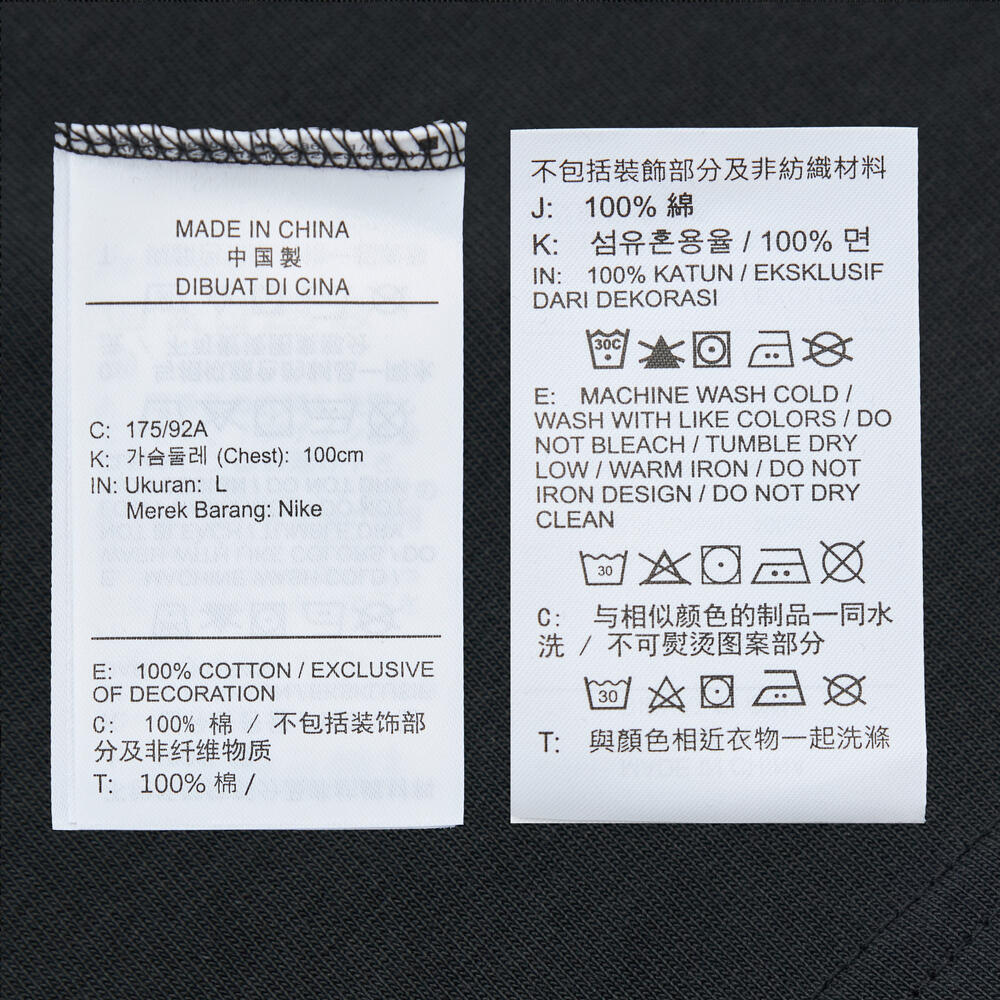 MADE IN CHINA
中国製
DIBUAT DI CINA
C: 175/92A
K: 가슴둘레 (Chest): 100cm
IN: Ukuran: L
Merek Barang: Nike
E: 100% COTTON / EXCLUSIVE
OF DECORATION
C: 100% 棉 / 不包括装饰部
分及非纤维物质
T: 100% 棉 /
不包括裝飾部分及非紡織材料
J: 100% 綿
K: 섬유혼용율 / 100% 면
IN: 100% KATUN / EKSKLUSIF
DARI DEKORASI
30C
E: MACHINE WASH COLD /
WASH WITH LIKE COLORS / DO
NOT BLEACH / TUMBLE DRY
LOW / WARM IRON / DO NOT
IRON DESIGN / DO NOT DRY
CLEAN
30
C: 与相似颜色的制品一同水
洗 / 不可熨烫图案部分
30
T: 與顏色相近衣物一起洗滌